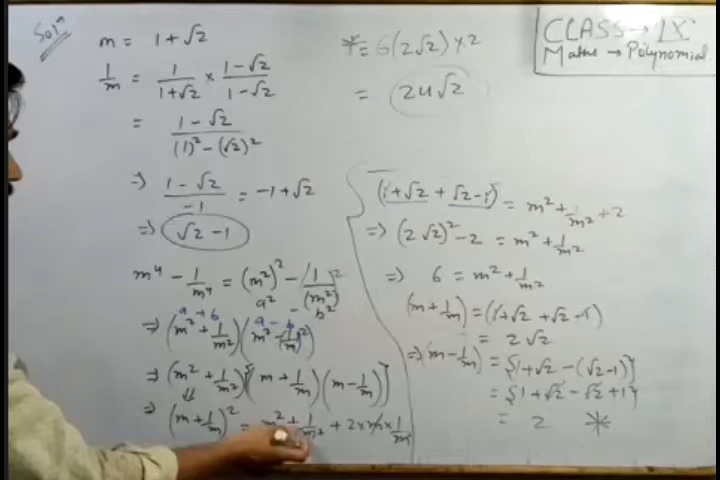 Solⁿ
m = 1 + √2
1/m = 1/(1+√2) × (1-√2)/(1-√2)
= (1-√2)/((1)² - (√2)²)
⇒ (1-√2)/-1 = -1+√2
⇒ √2 - 1
m⁴ - 1/m⁴ = (m²)² - (1/(m²))²
a² - b²
a + b a - b
⇒ (m² + 1/m²)(m² - (1/m)²)
⇒ (m² + 1/m²){(m + 1/m)(m - 1/m)}
⇒ (m + 1/m)² = m² + 1/m² + 2×m×1/m
* = 6(2√2)×2
= 24√2
(1+√2 + √2-1) = m² + 1/m² + 2
⇒ (2√2)² - 2 = m² + 1/m²
⇒ 6 = m² + 1/m²
(m + 1/m) = (1+√2 + √2 - 1)
= 2√2
⇒ (m - 1/m) = {1+√2 - (√2-1)}
= {1+√2 - √2 + 1}
= 2 *
CLASS → IX
Maths → Polynomial